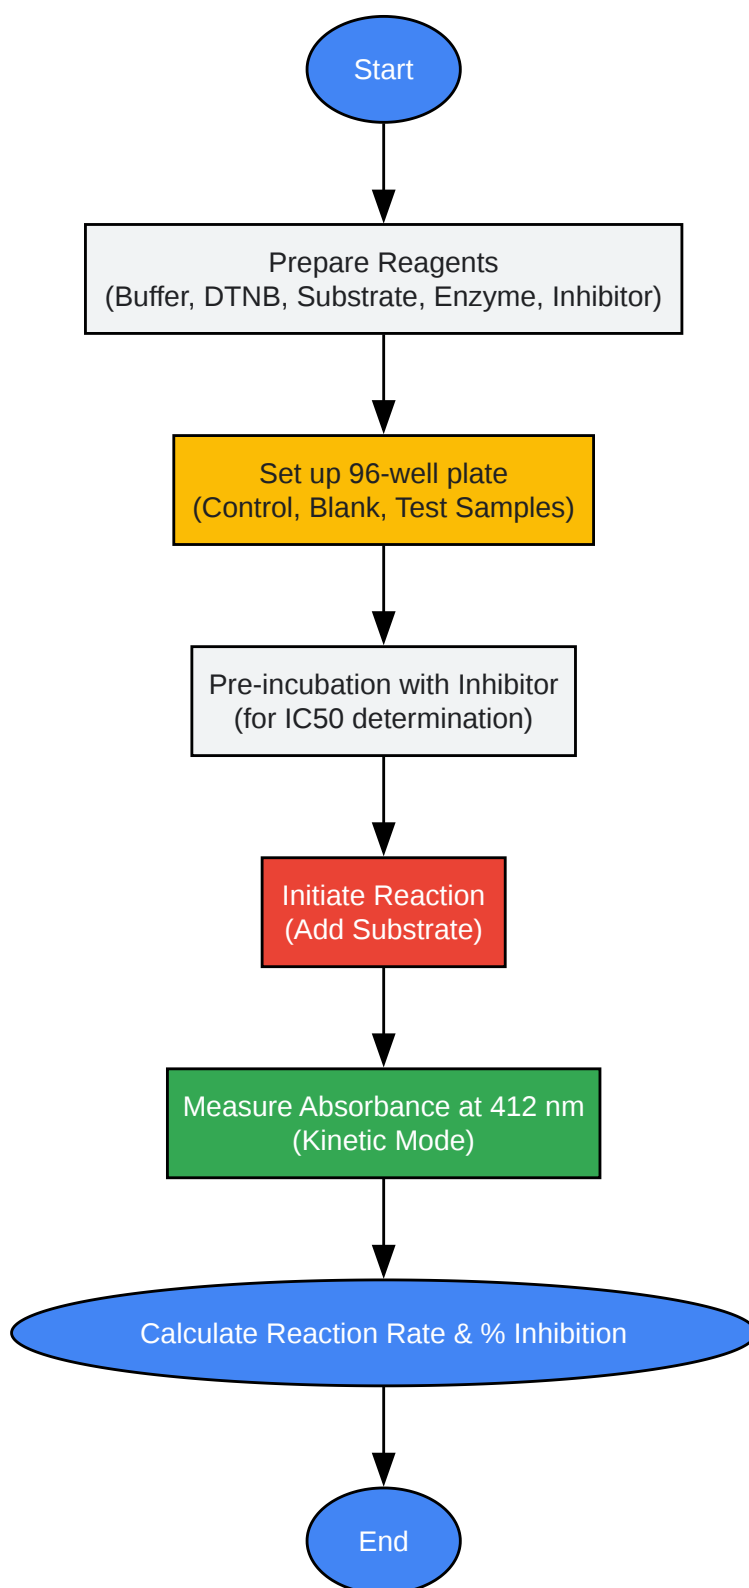 Start
Prepare Reagents
(Buffer, DTNB, Substrate, Enzyme, Inhibitor)
Set up 96-well plate
(Control, Blank, Test Samples)
Pre-incubation with Inhibitor
(for IC50 determination)
Initiate Reaction
(Add Substrate)
Measure Absorbance at 412 nm
(Kinetic Mode)
Calculate Reaction Rate & % Inhibition
End